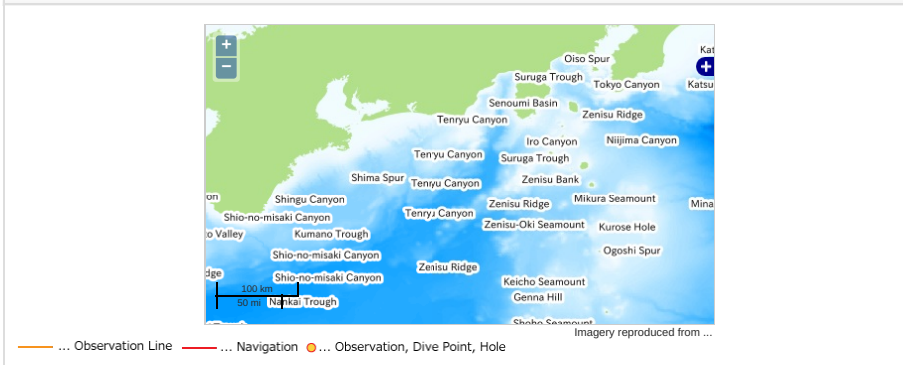 +
−
Kat
+
Oiso Spur
Suruga Trough
Tokyo Canyon
Katsu
Senoumi Basin
Tenryu Canyon
Zenisu Ridge
Iro Canyon
Niijima Canyon
Tenryu Canyon
Suruga Trough
Shima Spur
Tenryu Canyon
Zenisu Bank
on
Shingu Canyon
Mikura Seamount
Zenisu Ridge
Mina
Tenryu Canyon
Shio-no-misaki Canyon
Zenisu-Oki Seamount
Kurose Hole
o Valley
Kumano Trough
Ogoshi Spur
Shio-no-misaki Canyon
Zenisu Ridge
dge
Shio-no-misaki Canyon
Keicho Seamount
100 km
Genna Hill
50 mi
Nankai Trough
Shoho Seamount
Imagery reproduced from ...
... Observation Line
... Navigation
... Observation, Dive Point, Hole